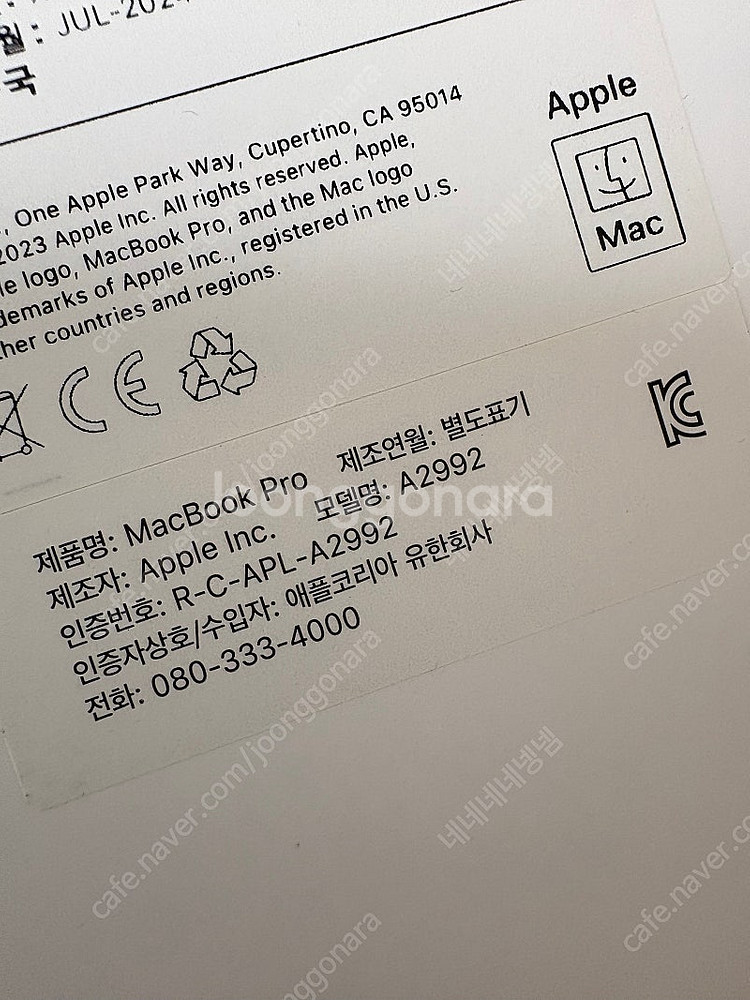 월: JUL-2024
국
, One Apple Park Way, Cupertino, CA 95014
2023 Apple Inc. All rights reserved. Apple,
le logo, MacBook Pro, and the Mac logo
demarks of Apple Inc., registered in the U.S.
her countries and regions.
Apple
Mac
CE
제품명: MacBook Pro 제조연월: 별도표기
제조자: Apple Inc. 모델명: A2992
인증번호: R-C-APL-A2992
인증자상호/수입자: 애플코리아 유한회사
전화: 080-333-4000
joonggonara
cafe.naver.com/joonggonara
네네네네넹넴